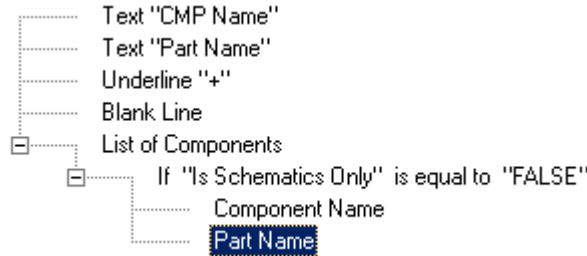 Text "CMP Name"
Text "Part Name"
Underline "+"
Blank Line
List of Components
If "Is Schematics Only" is equal to "FALSE"
Component Name
Part Name